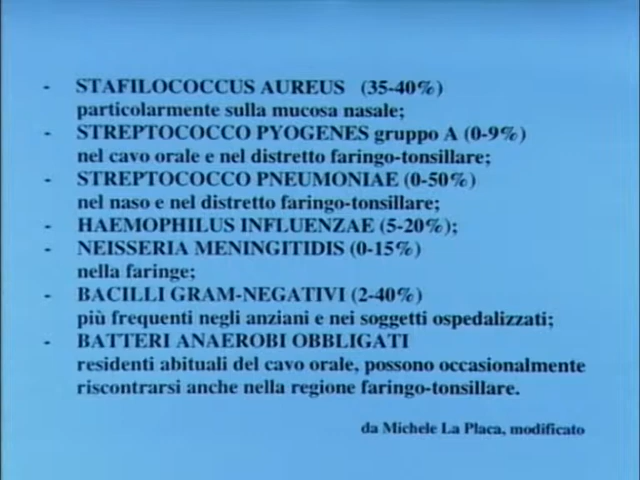 - STAFILOCOCCUS AUREUS (35-40%)
particolarmente sulla mucosa nasale;
- STREPTOCOCCO PYOGENES gruppo A (0-9%)
nel cavo orale e nel distretto faringo-tonsillare;
- STREPTOCOCCO PNEUMONIAE (0-50%)
nel naso e nel distretto faringo-tonsillare;
- HAEMOPHILUS INFLUENZAE (5-20%);
- NEISSERIA MENINGITIDIS (0-15%)
nella faringe;
- BACILLI GRAM-NEGATIVI (2-40%)
più frequenti negli anziani e nei soggetti ospedalizzati;
- BATTERI ANAEROBI OBBLIGATI
residenti abituali del cavo orale, possono occasionalmente
riscontrarsi anche nella regione faringo-tonsillare.
da Michele La Placa, modificato